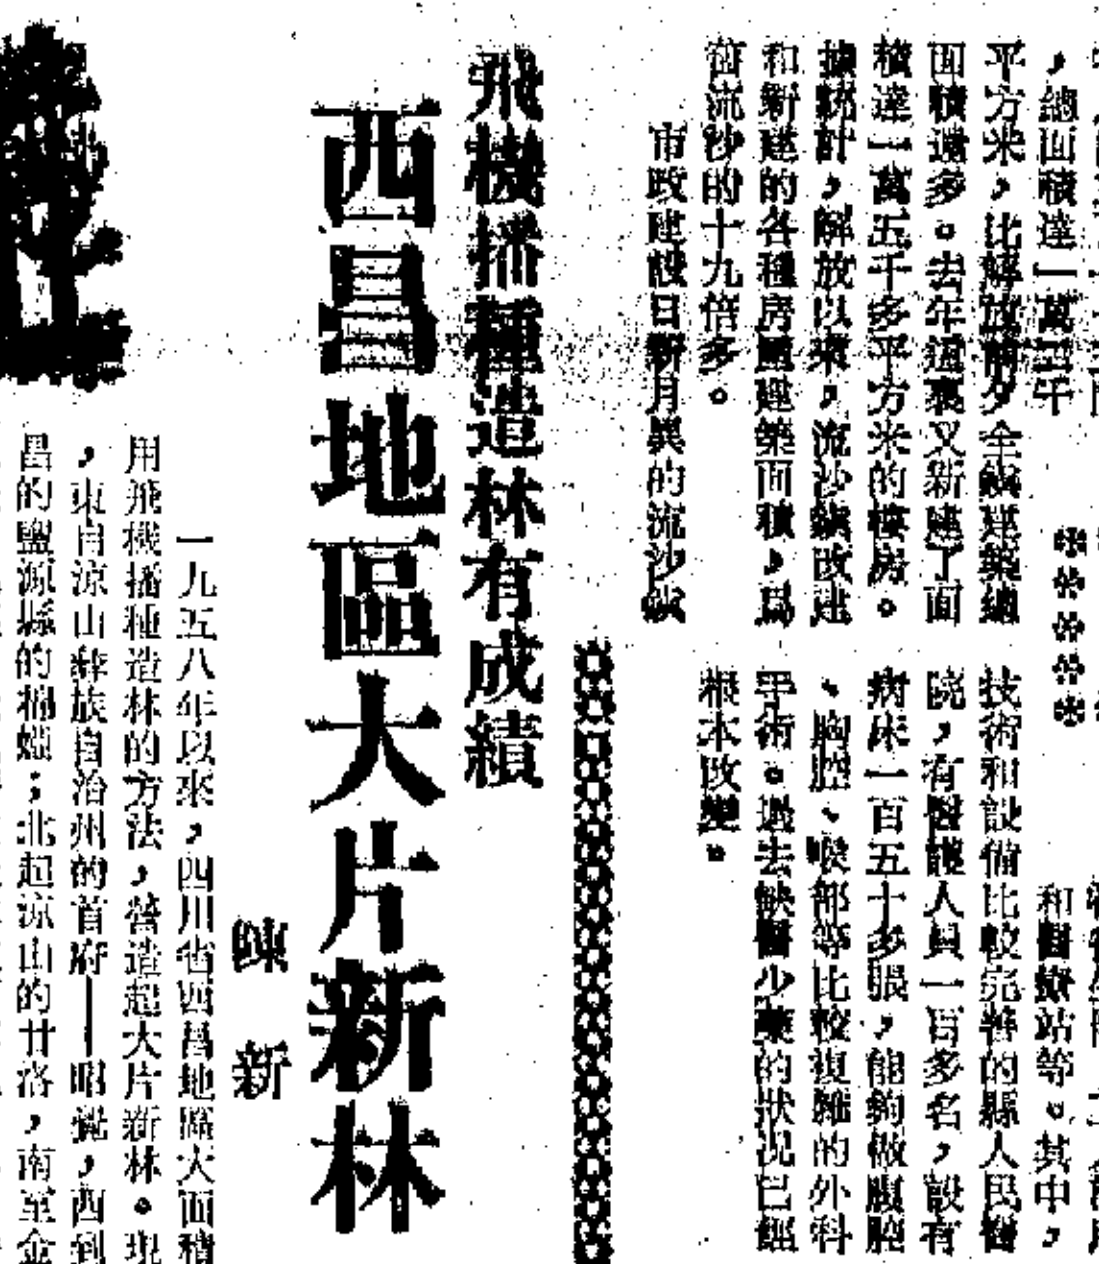 ，總面積達一萬四千
平方米，比解放前夕全鎮建築總
面積還多。去年這裏又新建了面
積達一萬五千多平方米的樓房。
據統計，解放以來，流沙鎮改建
和新建的各種房屋建築面積，爲
舊流沙的十九倍多。
市政建設日新月異的流沙鎮
和醫療站等。其中，
技術和設備比較完善的縣人民醫
院，有醫護人員一百多名，設有
病床一百五十多張，能夠做腹腔
、胸腔、喉部等比較複雜的外科
手術。過去缺醫少藥的狀況已經
根本改變。
飛機播種造林有成績
西昌地區大片新林
陳新
一九五八年以來，四川省西昌地區大面積
用飛機播種造林的方法，營造起大片新林。現
，東自涼山彝族自治州的首府——昭覺，西到
昌的鹽源縣的棉婭；北起涼山的甘洛，南至金